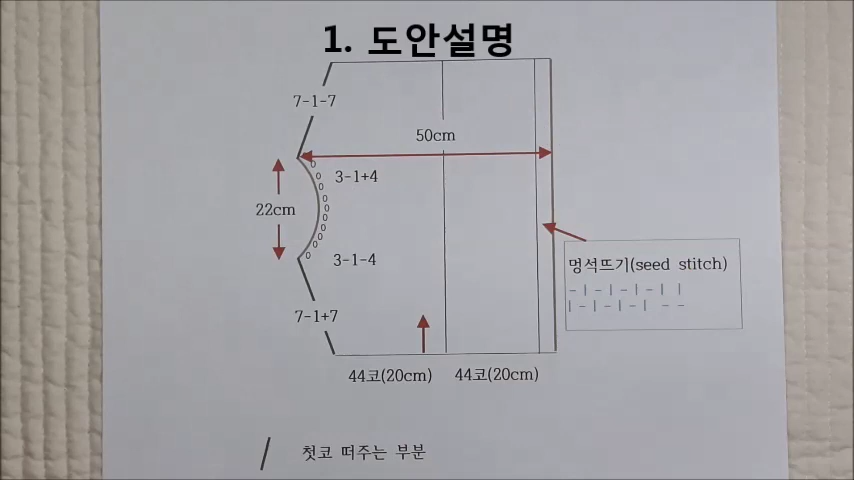 1. 도안설명
7-1-7
50cm
3-1+4
22cm
3-1-4
멍석뜨기(seed stitch)
- | - | - | - | |
| - | - | - | - -
7-1+7
44코(20cm) 44코(20cm)
첫코 떠주는 부분